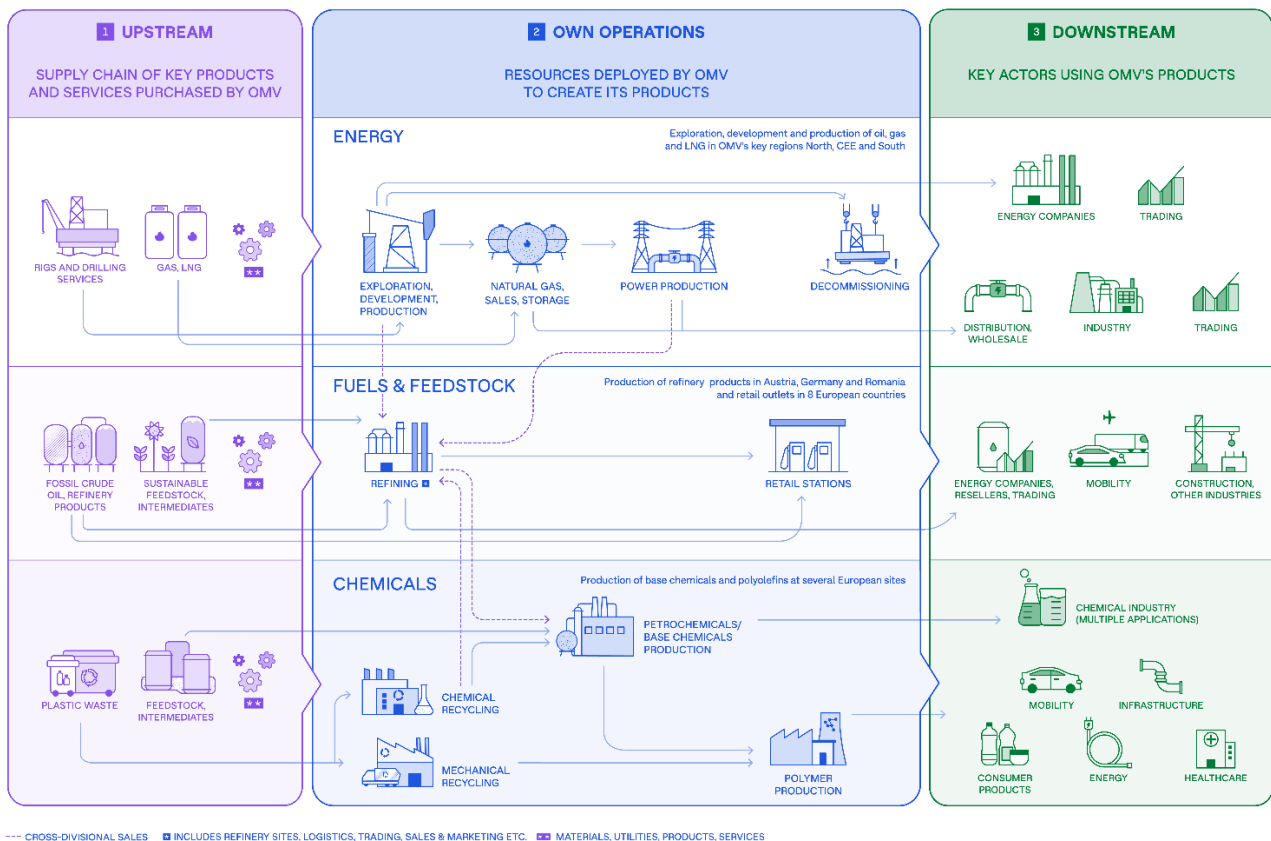 1 UPSTREAM
SUPPLY CHAIN OF KEY PRODUCTS
AND SERVICES PURCHASED BY OMV
2 OWN OPERATIONS
RESOURCES DEPLOYED BY OMV
TO CREATE ITS PRODUCTS
3 DOWNSTREAM
KEY ACTORS USING OMV'S PRODUCTS
ENERGY
Exploration, development and production of oil, gas
and LNG in OMV's key regions North, CEE and South
RIGS AND DRILLING
SERVICES
GAS, LNG
**
EXPLORATION,
DEVELOPMENT,
PRODUCTION
NATURAL GAS,
SALES, STORAGE
POWER PRODUCTION
DECOMMISSIONING
ENERGY COMPANIES
TRADING
DISTRIBUTION,
WHOLESALE
INDUSTRY
TRADING
FUELS & FEEDSTOCK
Production of refinery products in Austria, Germany and Romania
and retail outlets in 8 European countries
FOSSIL CRUDE
OIL, REFINERY
PRODUCTS
SUSTAINABLE
FEEDSTOCK,
INTERMEDIATES
**
REFINING *
RETAIL STATIONS
ENERGY COMPANIES,
RESELLERS, TRADING
MOBILITY
CONSTRUCTION,
OTHER INDUSTRIES
CHEMICALS
Production of base chemicals and polyolefins at several European sites
PLASTIC WASTE
FEEDSTOCK,
INTERMEDIATES
**
CHEMICAL
RECYCLING
MECHANICAL
RECYCLING
PETROCHEMICALS/
BASE CHEMICALS
PRODUCTION
POLYMER
PRODUCTION
CHEMICAL INDUSTRY
(MULTIPLE APPLICATIONS)
MOBILITY
INFRASTRUCTURE
CONSUMER
PRODUCTS
ENERGY
HEALTHCARE
CROSS-DIVISIONAL SALES
* INCLUDES REFINERY SITES, LOGISTICS, TRADING, SALES & MARKETING ETC.
** MATERIALS, UTILITIES, PRODUCTS, SERVICES